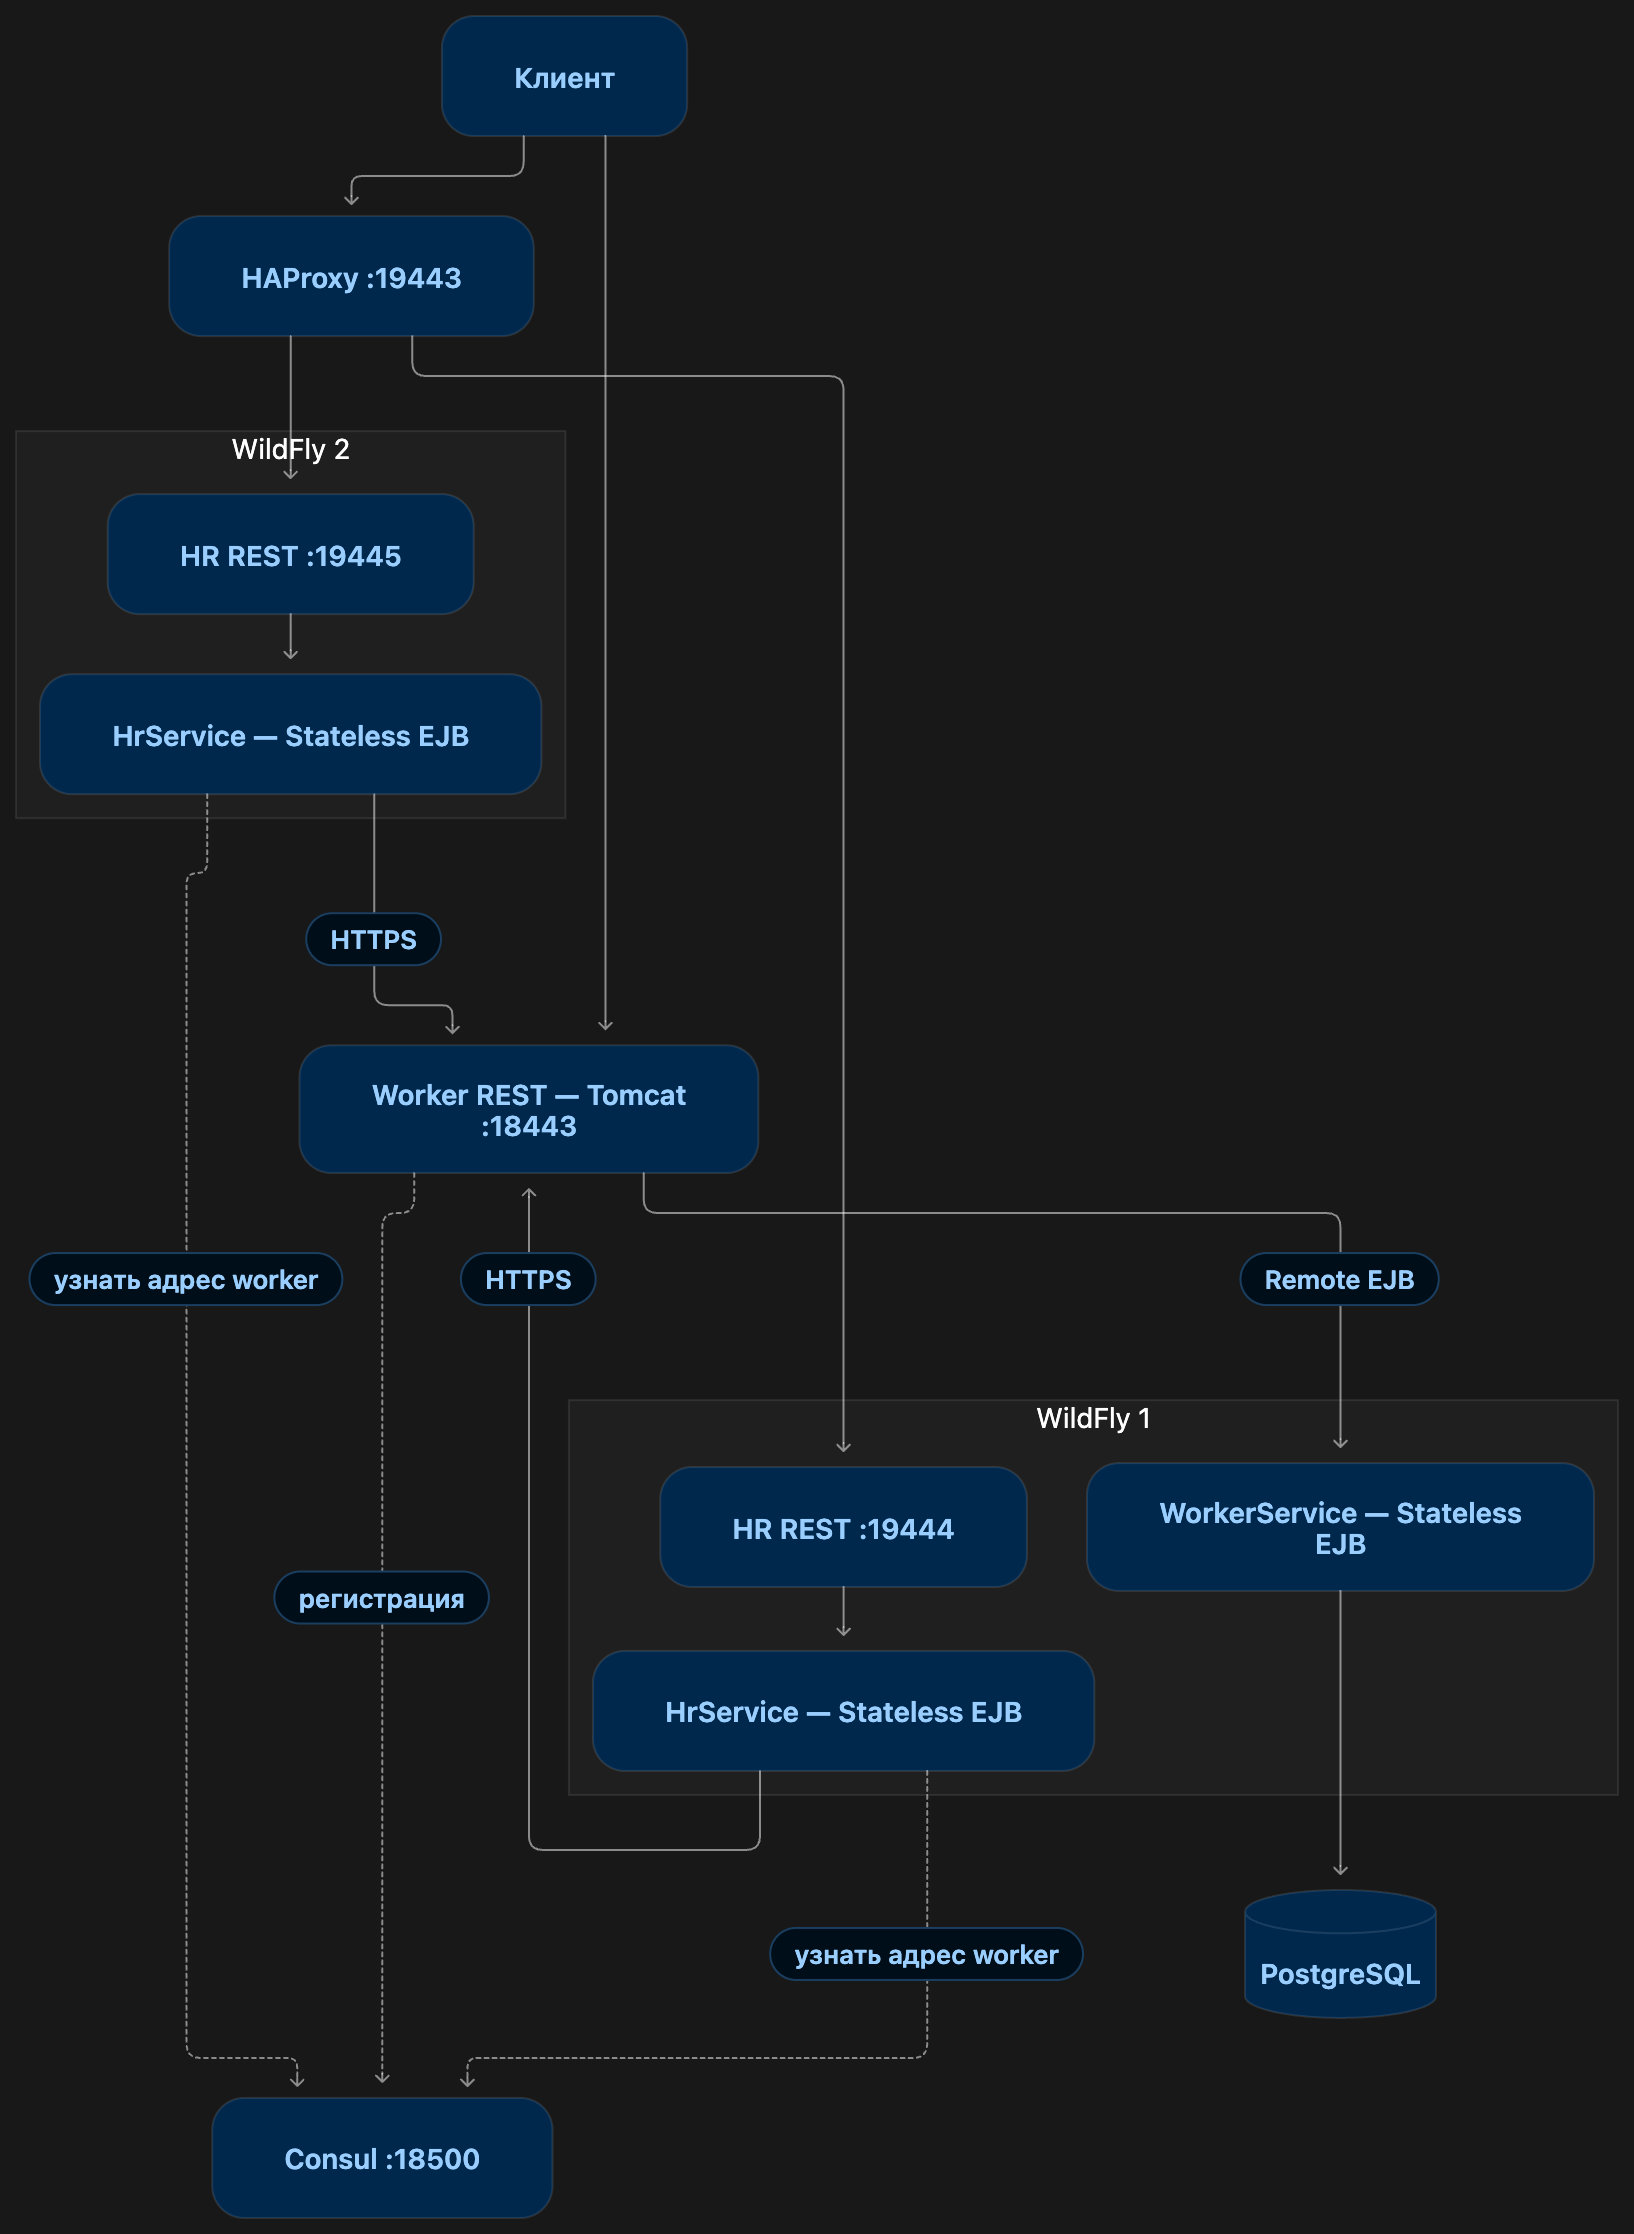 Клиент
HAProxy :19443
WildFly 2
HR REST :19445
HrService — Stateless EJB
HTTPS
Worker REST — Tomcat
:18443
узнать адрес worker
HTTPS
Remote EJB
WildFly 1
HR REST :19444
WorkerService — Stateless
EJB
регистрация
HrService — Stateless EJB
узнать адрес worker
PostgreSQL
Consul :18500